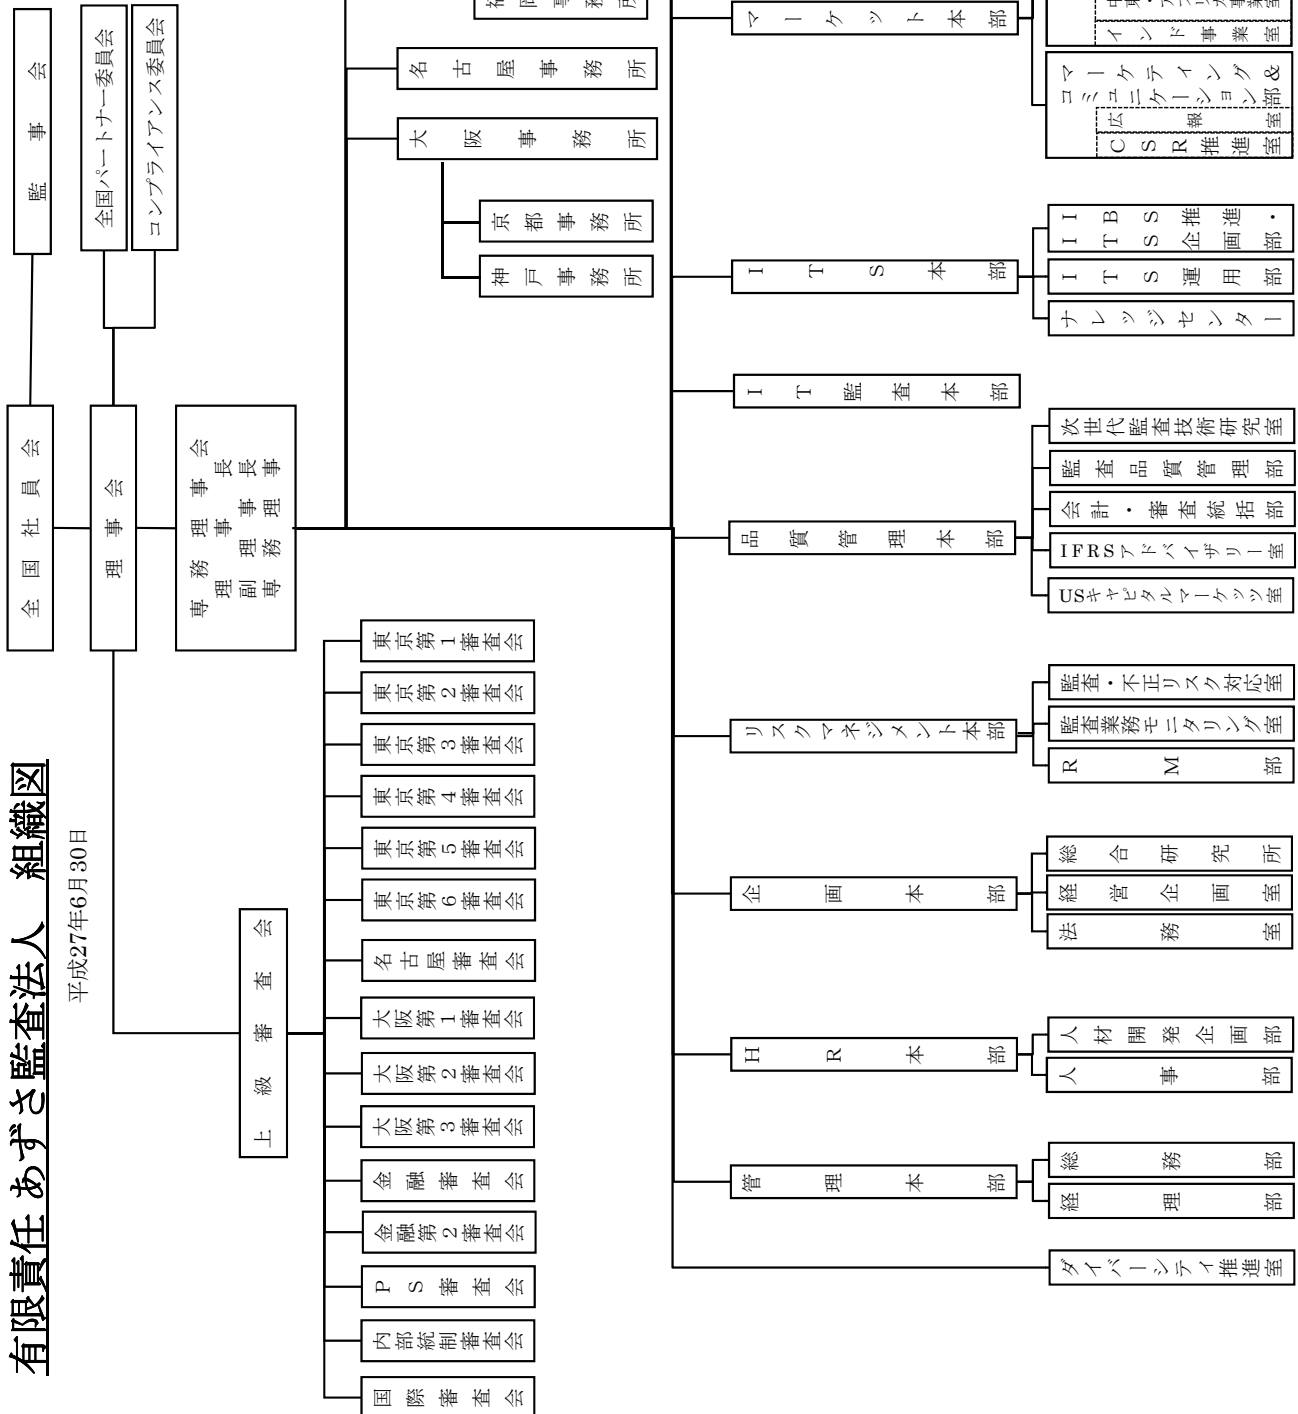 有限責任 あずさ監査法人 組織図
平成27年6月30日
全国社員会
監事会
理事会
全国パートナー委員会
コンプライアンス委員会
専務理事会
理事長
副理事長
専務理事
上級審査会
国際審査会
内部統制審査会
PS審査会
金融第2審査会
金融審査会
大阪第3審査会
大阪第2審査会
大阪第1審査会
名古屋審査会
東京第6審査会
東京第5審査会
東京第4審査会
東京第3審査会
東京第2審査会
東京第1審査会
神戸事務所
京都事務所
大阪事務所
名古屋事務所
事務所
ダイバーシティ推進室
管理本部
経理部
総務部
HR本部
人事部
人材開発企画部
企画本部
法務室
経営企画室
総合研究所
リスクマネジメント本部
RM部
監査業務モニタリング室
監査・不正リスク対応室
品質管理本部
USキャピタルマーケッツ室
IFRSアドバイザリー室
会計・審査統括部
監査品質管理部
次世代監査技術研究室
IT監査本部
ITS本部
ナレッジセンター
ITS運用部
IBS推進・
ITS企画部
マーケット本部
マーケティング&
コミュニケーション部
広報室
CSR推進室
インド事業室